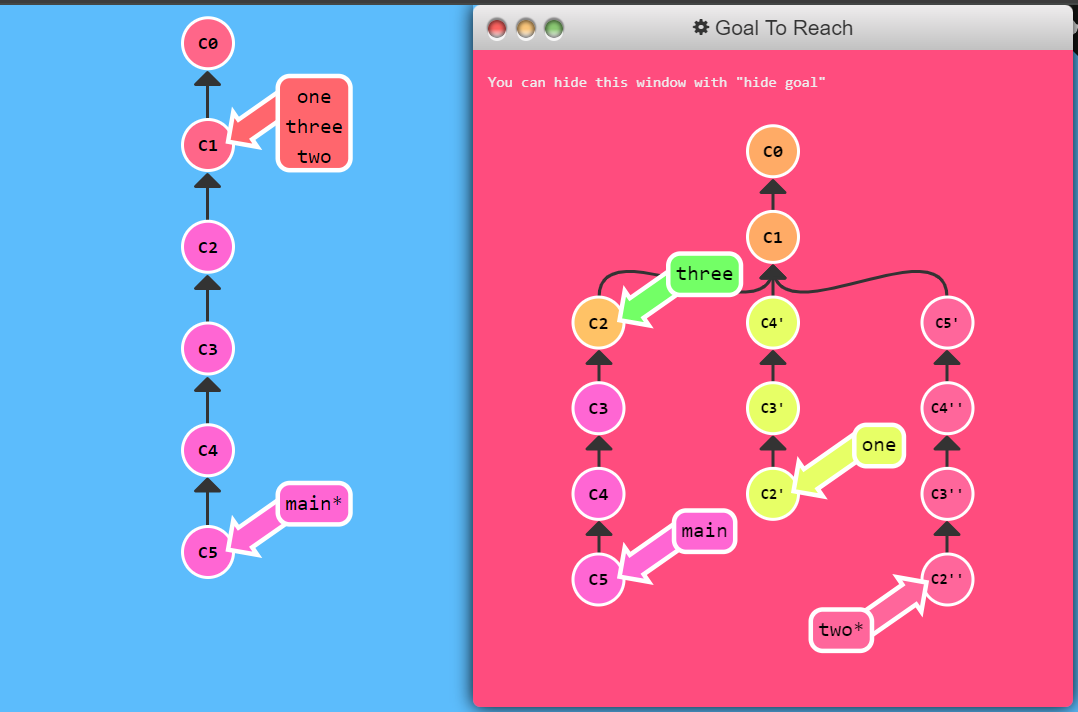 C0
one
three
two
C1
C2
C3
C4
main*
C5
Goal To Reach
You can hide this window with "hide goal"
C0
C1
three
C2
C4'
C5'
C3
C3'
C4''
one
C4
C2'
C3''
main
C5
C2''
two*